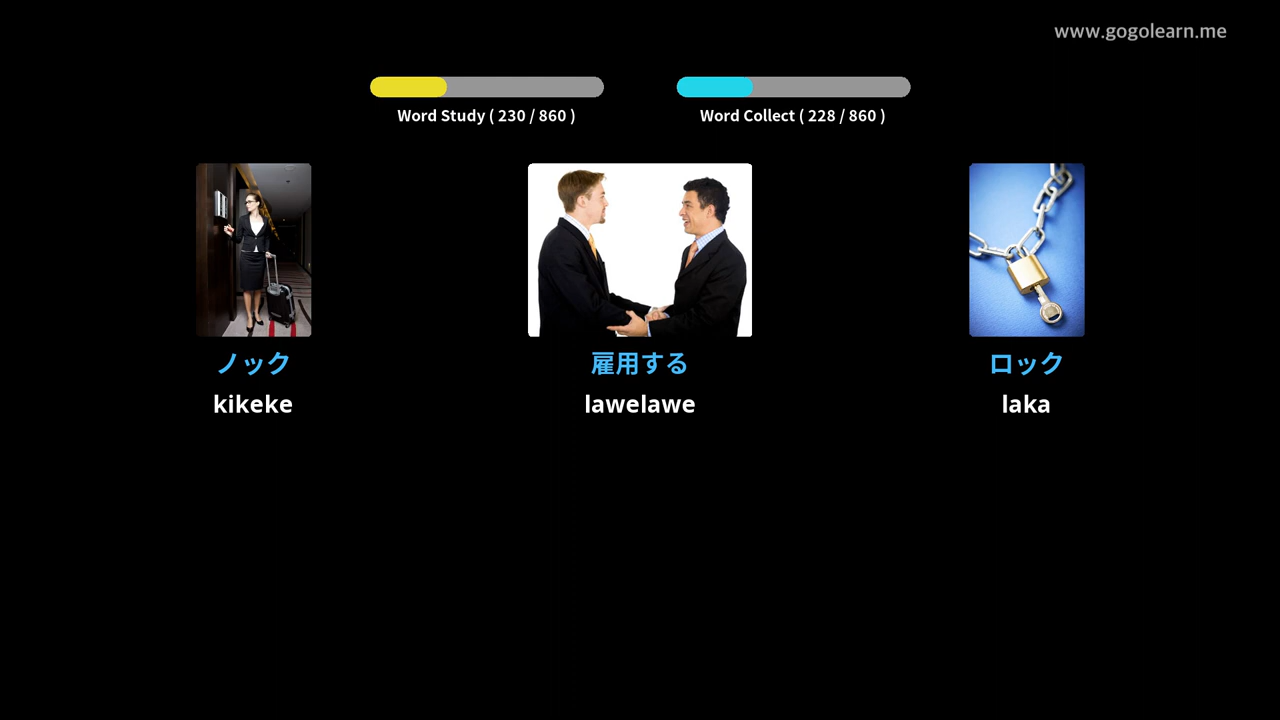 www.gogolearn.me
Word Study ( 230 / 860 )
Word Collect ( 228 / 860 )
ノック
kikeke
雇用する
lawelawe
ロック
laka